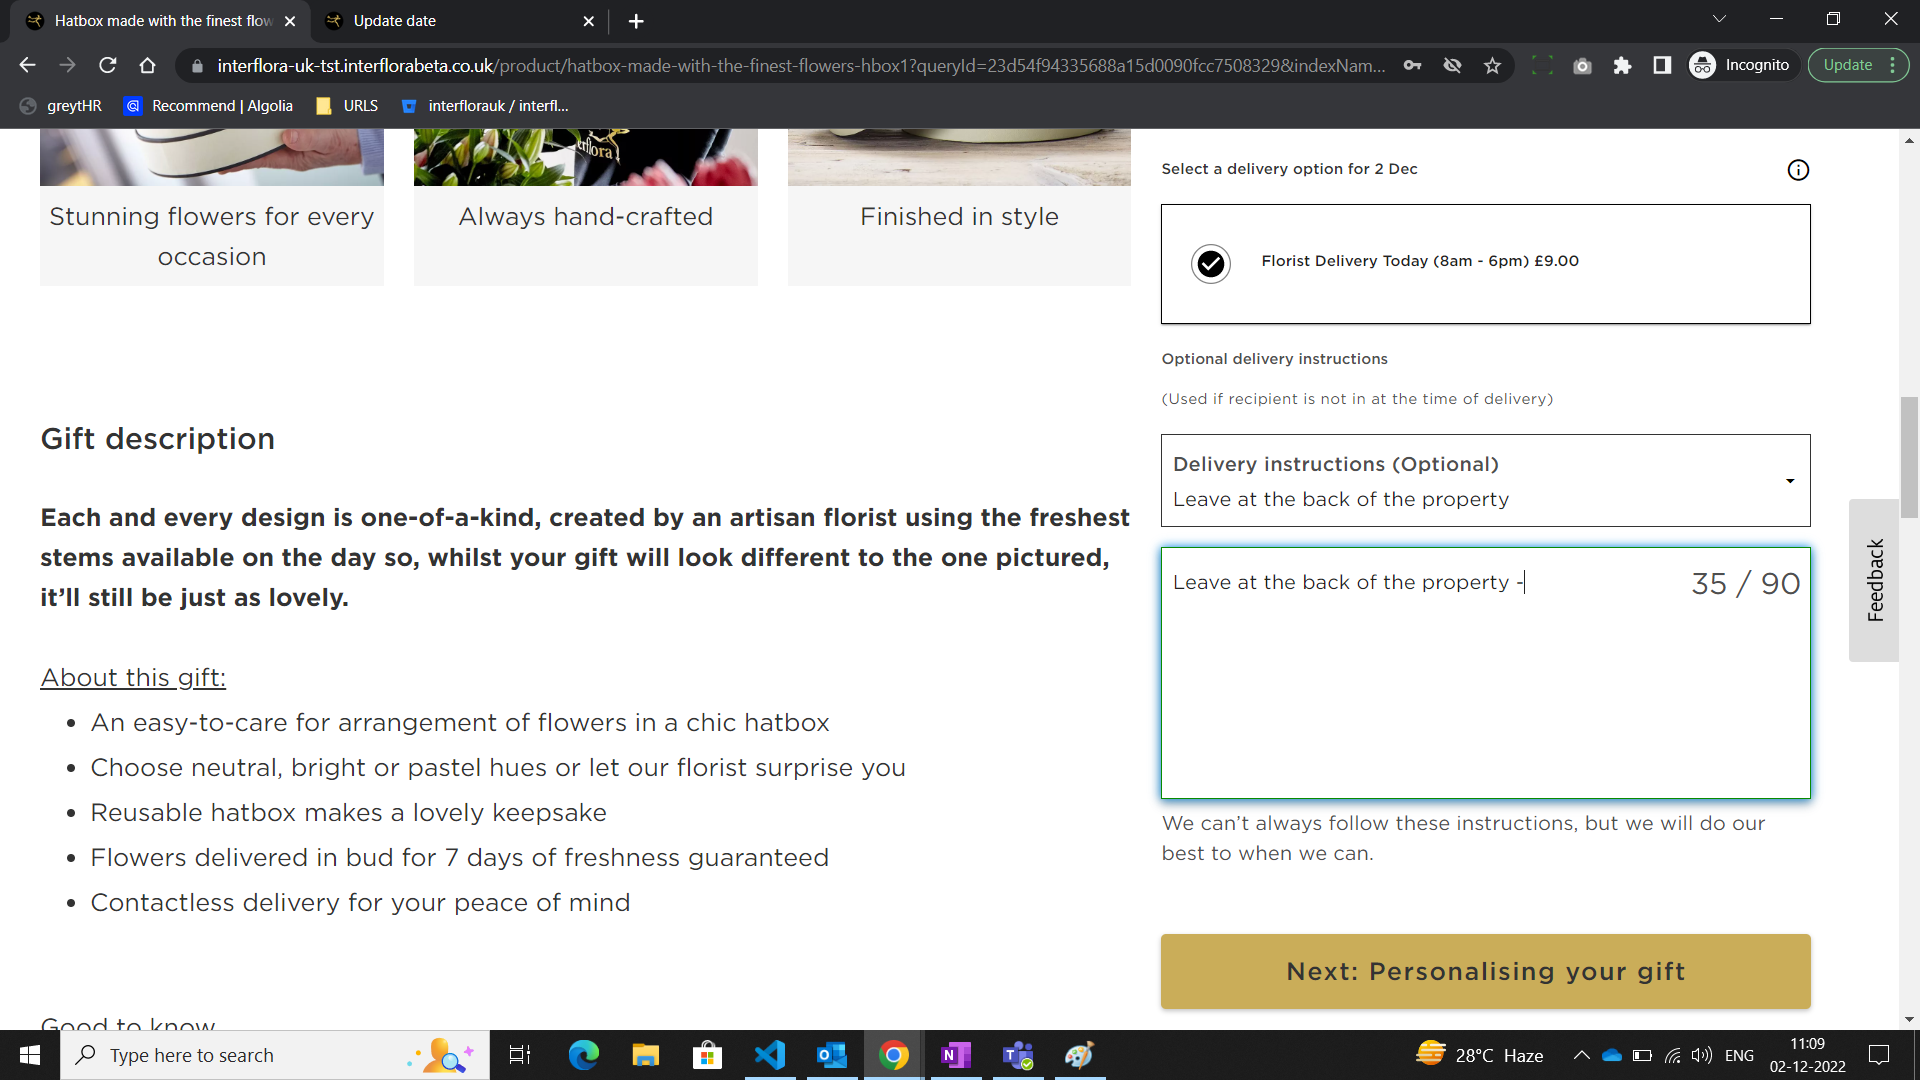 Hatbox made with the finest flow
Update date
interflora-uk-tst.interflorabeta.co.uk/product/hatbox-made-with-the-finest-flowers-hbox1?queryId=23d54f94335688a15d0090fcc7508329&indexNam...
Incognito
Update
greytHR
Recommend | Algolia
URLS
interflorauk / interfl...
Stunning flowers for every
occasion
Always hand-crafted
Finished in style
Gift description
Each and every design is one-of-a-kind, created by an artisan florist using the freshest
stems available on the day so, whilst your gift will look different to the one pictured,
it’ll still be just as lovely.
About this gift:
• An easy-to-care for arrangement of flowers in a chic hatbox
• Choose neutral, bright or pastel hues or let our florist surprise you
• Reusable hatbox makes a lovely keepsake
• Flowers delivered in bud for 7 days of freshness guaranteed
• Contactless delivery for your peace of mind
Good to know
Select a delivery option for 2 Dec
Florist Delivery Today (8am - 6pm) £9.00
Optional delivery instructions
(Used if recipient is not in at the time of delivery)
Delivery instructions (Optional)
Leave at the back of the property
Leave at the back of the property -
35 / 90
We can’t always follow these instructions, but we will do our
best to when we can.
Next: Personalising your gift
Feedback
Type here to search
28°C Haze
ENG
11:09
02-12-2022